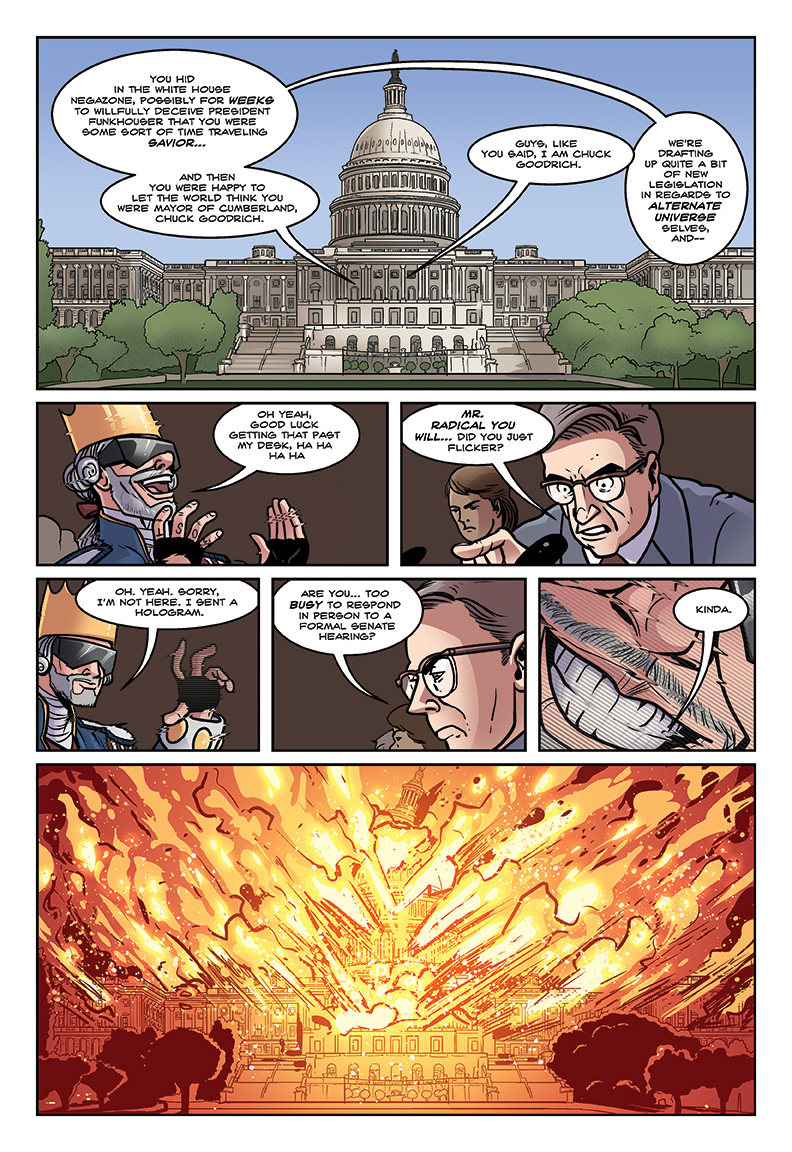 YOU HID
IN THE WHITE HOUSE
NEGAZONE, POSSIBLY FOR WEEKS
TO WILLFULLY DECEIVE PRESIDENT
FUNKHOUSER THAT YOU WERE
SOME SORT OF TIME TRAVELING
SAVIOR...
AND THEN
YOU WERE HAPPY TO
LET THE WORLD THINK YOU
WERE MAYOR OF CUMBERLAND,
CHUCK GOODRICH.
GUYS, LIKE
YOU SAID, I AM CHUCK
GOODRICH.
WE'RE
DRAFTING
UP QUITE A BIT
OF NEW
LEGISLATION
IN REGARDS TO
ALTERNATE
UNIVERSE
SELVES,
AND--
OH YEAH,
GOOD LUCK
GETTING THAT PAST
MY DESK, HA HA
HA HA
MR.
RADICAL YOU
WILL... DID YOU JUST
FLICKER?
OH. YEAH. SORRY,
I'M NOT HERE. I SENT A
HOLOGRAM.
ARE YOU... TOO
BUSY TO RESPOND
IN PERSON TO A
FORMAL SENATE
HEARING?
KINDA.